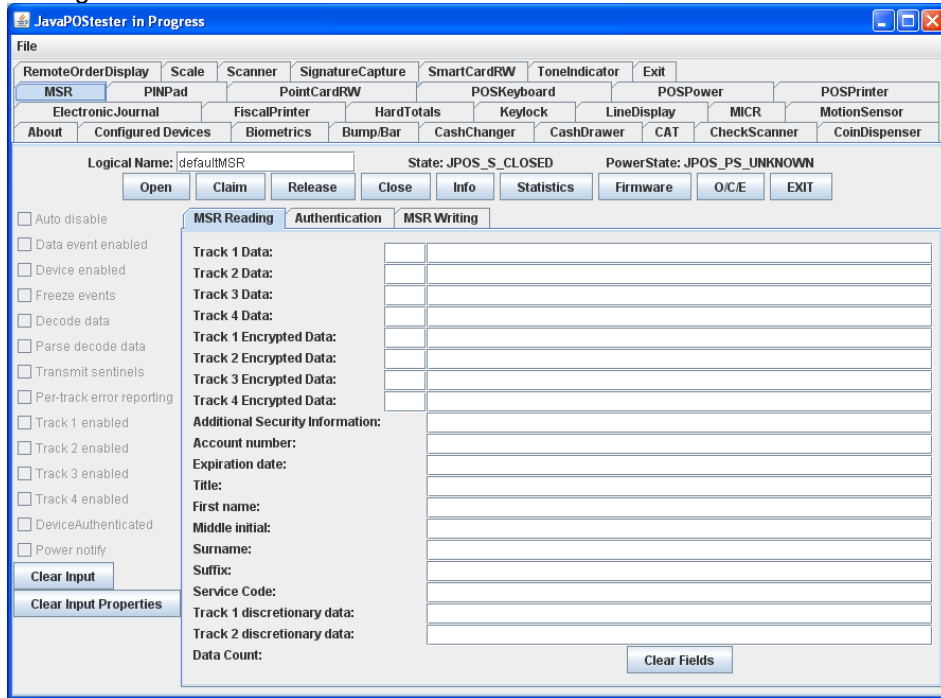 JavaPOStester in Progress
File
RemoteOrderDisplay Scale Scanner SignatureCapture SmartCardRW ToneIndicator Exit
MSR PINPad PointCardRW POSKeyboard POSPower POSPrinter
ElectronicJournal FiscalPrinter HardTotals Keylock LineDisplay MICR MotionSensor
About Configured Devices Biometrics Bump/Bar CashChanger CashDrawer CAT CheckScanner CoinDispenser
Logical Name: defaultMSR State: JPOS_S_CLOSED PowerState: JPOS_PS_UNKNOWN
Open Claim Release Close Info Statistics Firmware O/C/E EXIT
Auto disable
Data event enabled
Device enabled
Freeze events
Decode data
Parse decode data
Transmit sentinels
Per-track error reporting
Track 1 enabled
Track 2 enabled
Track 3 enabled
Track 4 enabled
DeviceAuthenticated
Power notify
Clear Input
Clear Input Properties
MSR Reading Authentication MSR Writing
Track 1 Data:
Track 2 Data:
Track 3 Data:
Track 4 Data:
Track 1 Encrypted Data:
Track 2 Encrypted Data:
Track 3 Encrypted Data:
Track 4 Encrypted Data:
Additional Security Information:
Account number:
Expiration date:
Title:
First name:
Middle initial:
Surname:
Suffix:
Service Code:
Track 1 discretionary data:
Track 2 discretionary data:
Data Count:
Clear Fields